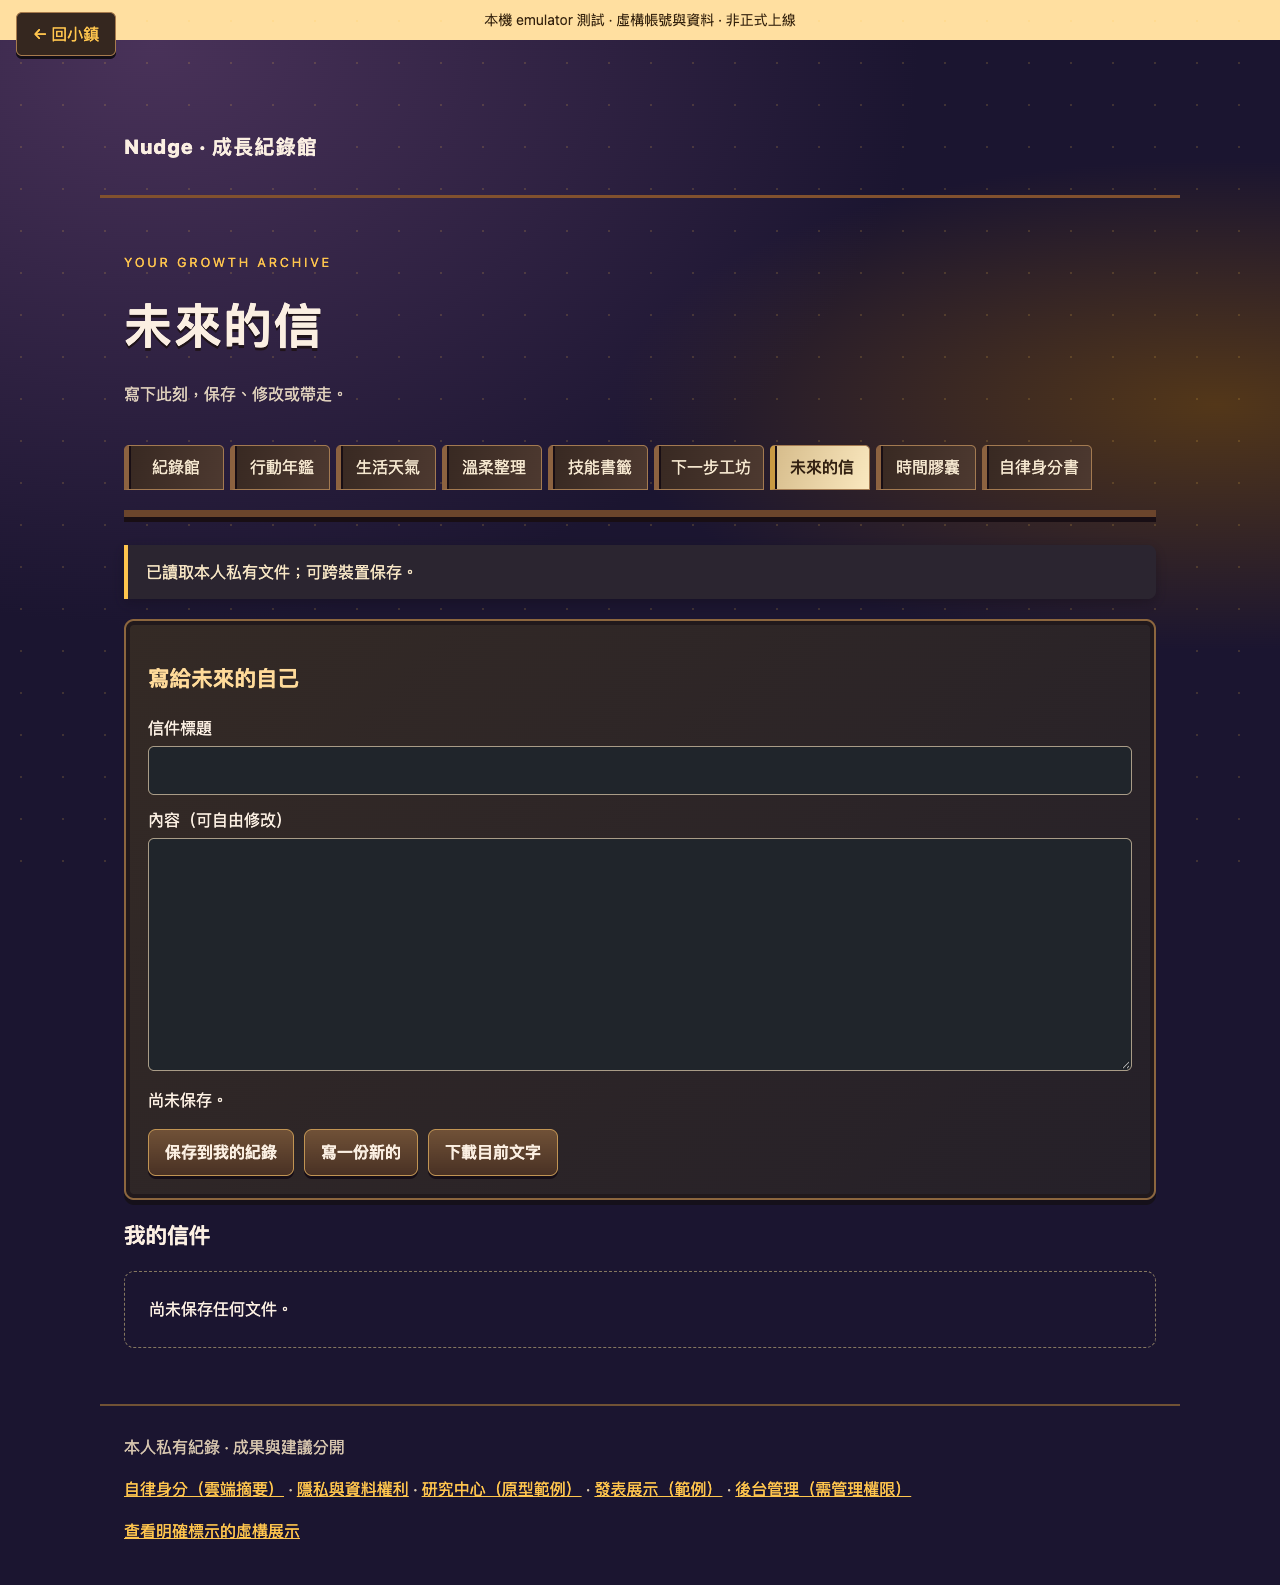 本機 emulator 測試 · 虛構帳號與資料 · 非正式上線
← 回小鎮
Nudge · 成長紀錄館
YOUR GROWTH ARCHIVE
未來的信
寫下此刻，保存、修改或帶走。
紀錄館
行動年鑑
生活天氣
溫柔整理
技能書籤
下一步工坊
未來的信
時間膠囊
自律身分書
已讀取本人私有文件；可跨裝置保存。
寫給未來的自己
信件標題
內容（可自由修改）
尚未保存。
保存到我的紀錄
寫一份新的
下載目前文字
我的信件
尚未保存任何文件。
本人私有紀錄 · 成果與建議分開
自律身分（雲端摘要） · 隱私與資料權利 · 研究中心（原型範例） · 發表展示（範例） · 後台管理（需管理權限）
查看明確標示的虛構展示